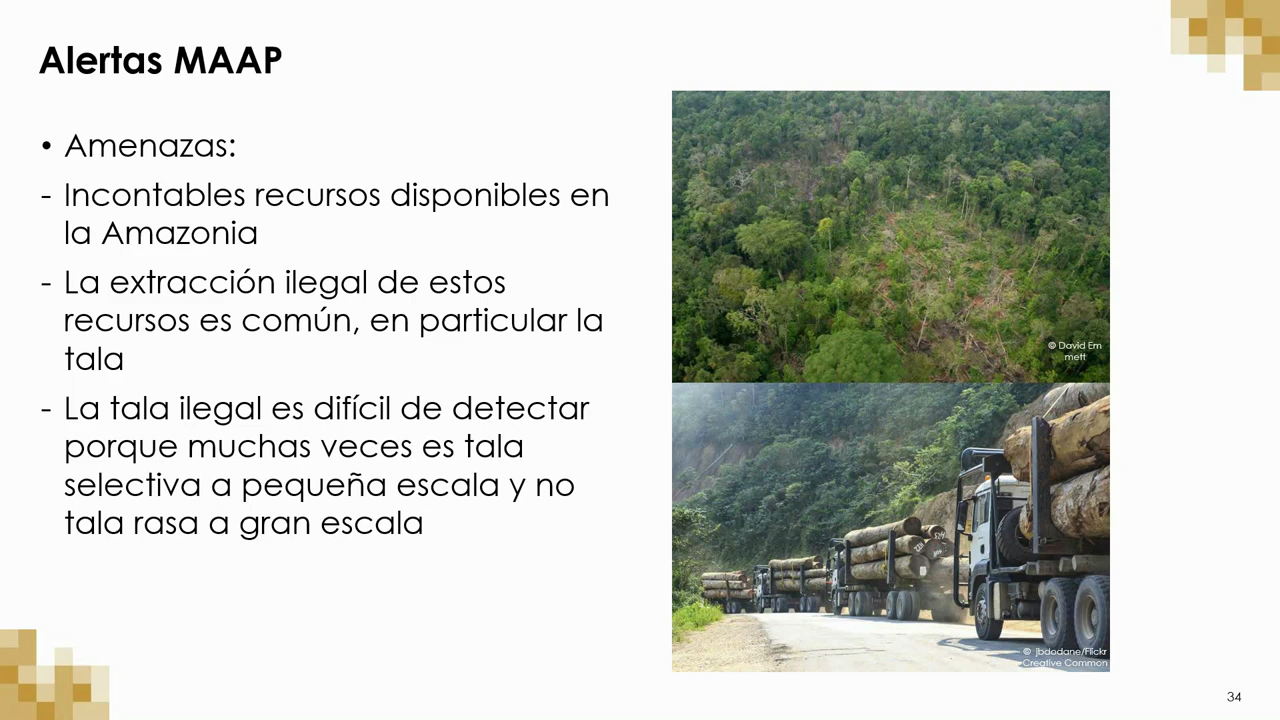 Alertas MAAP
• Amenazas:
- Incontables recursos disponibles en
la Amazonia
- La extracción ilegal de estos
recursos es común, en particular la
tala
- La tala ilegal es difícil de detectar
porque muchas veces es tala
selectiva a pequeña escala y no
tala rasa a gran escala
© David Em
mett
© jbdodane/Flickr
Creative Common
34